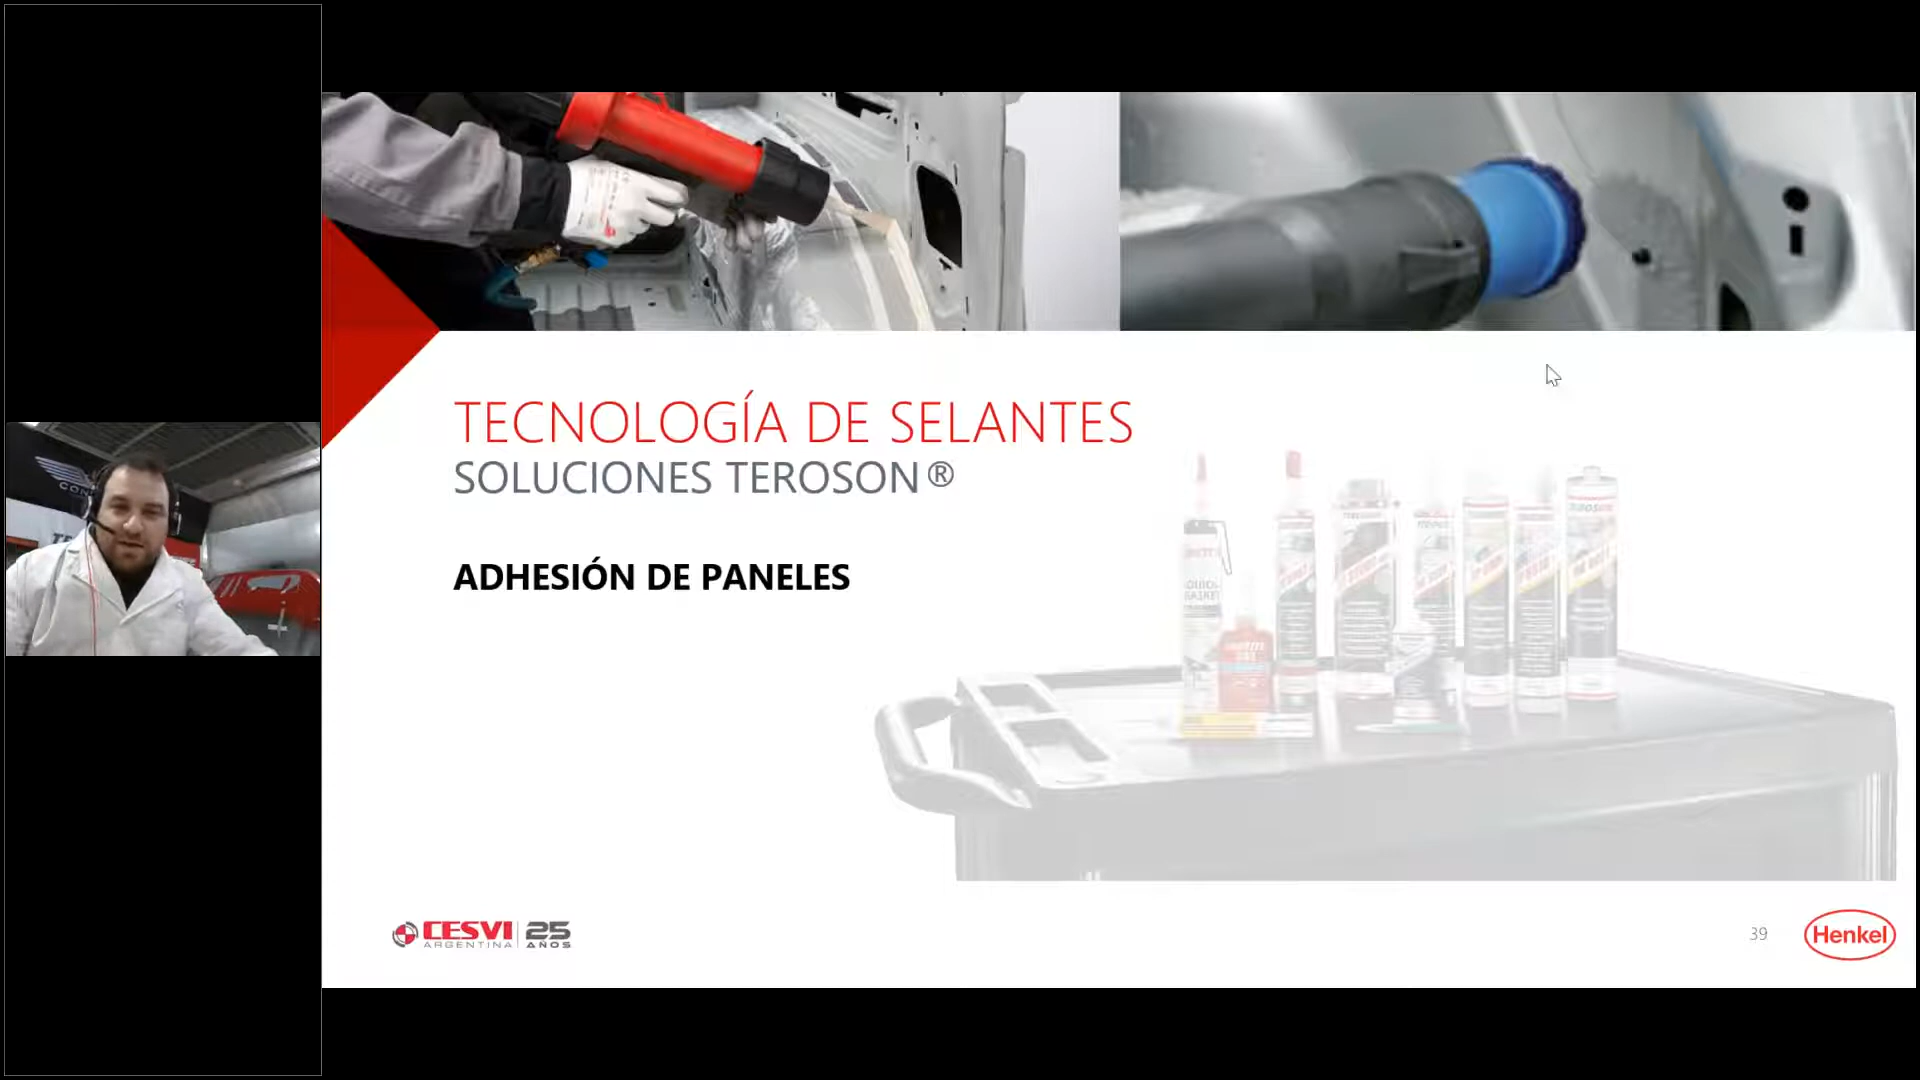 TECNOLOGÍA DE SELANTES
SOLUCIONES TEROSON®
ADHESIÓN DE PANELES
CESVI 25
ARGENTINA AÑOS
39
Henkel